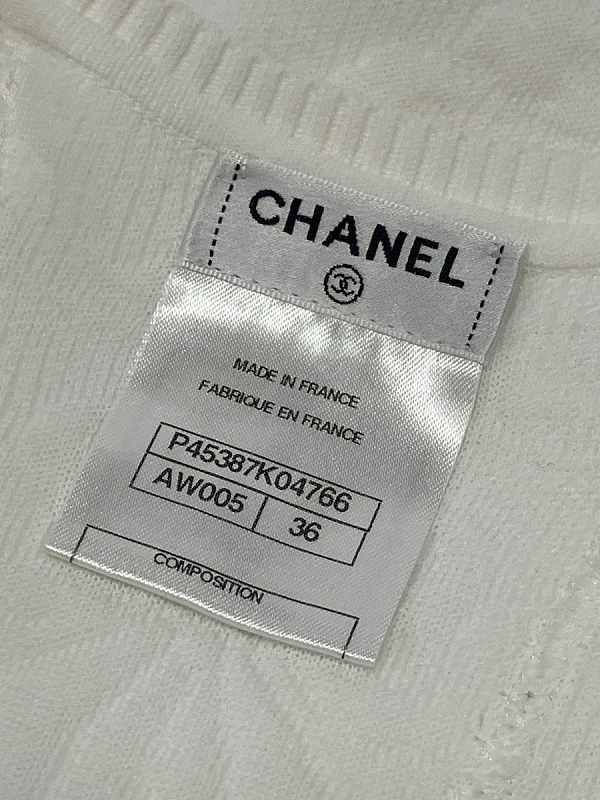 CHANEL
MADE IN FRANCE
FABRIQUE EN FRANCE
P45387K04766
AW005 36
COMPOSITION